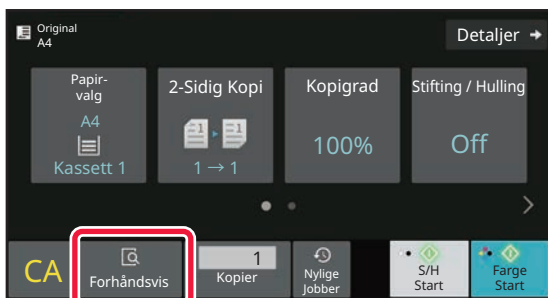 Original
A4
Detaljer
Papir-
valg
A4
Kassett 1
2-Sidig Kopi
1 → 1
Kopigrad
100%
Stifting / Hulling
Off
CA
Forhåndsvis
1
Kopier
Nylige
Jobber
S/H
Start
Farge
Start